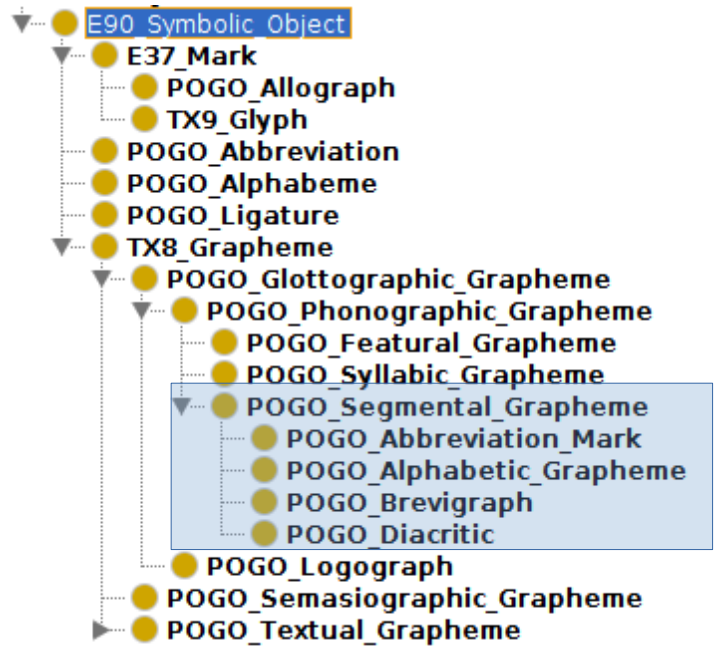 E90_Symbolic_Object
E37_Mark
POGO_Allograph
TX9_Glyph
POGO_Abbreviation
POGO_Alphabeme
POGO_Ligature
TX8_Grapheme
POGO_Glottographic_Grapheme
POGO_Phonographic_Grapheme
POGO_Featural_Grapheme
POGO_Syllabic_Grapheme
POGO_Segmental_Grapheme
POGO_Abbreviation_Mark
POGO_Alphabetic_Grapheme
POGO_Brevigraph
POGO_Diacritic
POGO_Logograph
POGO_Semasiographic_Grapheme
POGO_Textual_Grapheme